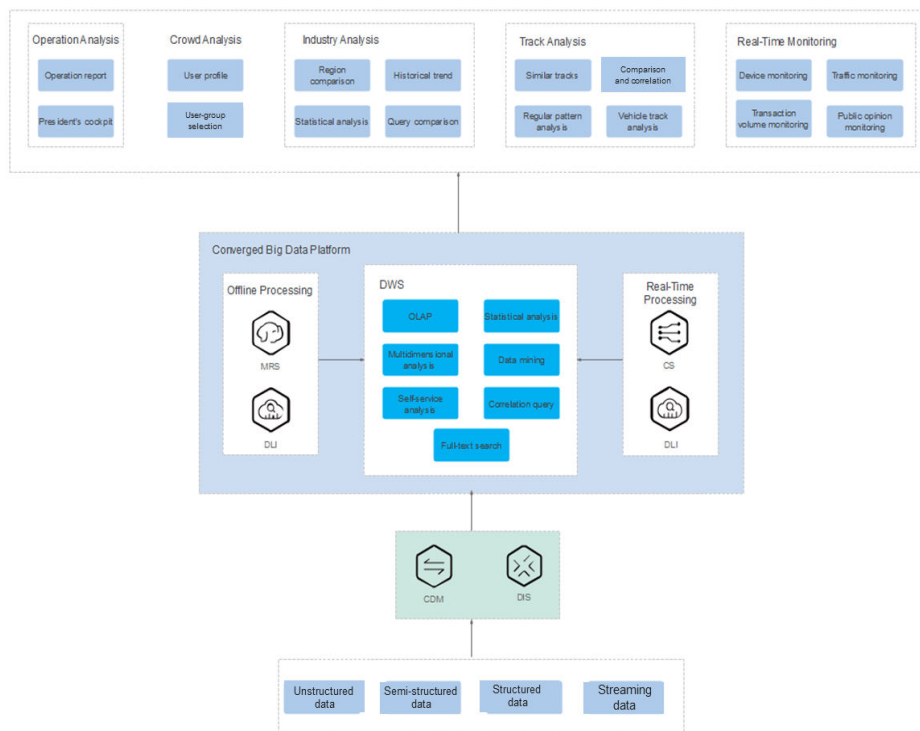 Operation Analysis
Operation report
President's cockpit
Crowd Analysis
User profile
User-group
selection
Industry Analysis
Region
comparison
Historical trend
Statistical analysis
Query comparison
Track Analysis
Similar tracks
Comparison
and correlation
Regular pattern
analysis
Vehicle track
analysis
Real-Time Monitoring
Device monitoring
Traffic monitoring
Transaction
volume monitoring
Public opinion
monitoring
Converged Big Data Platform
Offline Processing
MRS
DLI
DWS
OLAP
Statistical analysis
Multidimensional
analysis
Data mining
Self-service
analysis
Correlation query
Full-text search
Real-Time
Processing
CS
DLI
CDM
DIS
Unstructured
data
Semi-structured
data
Structured
data
Streaming
data